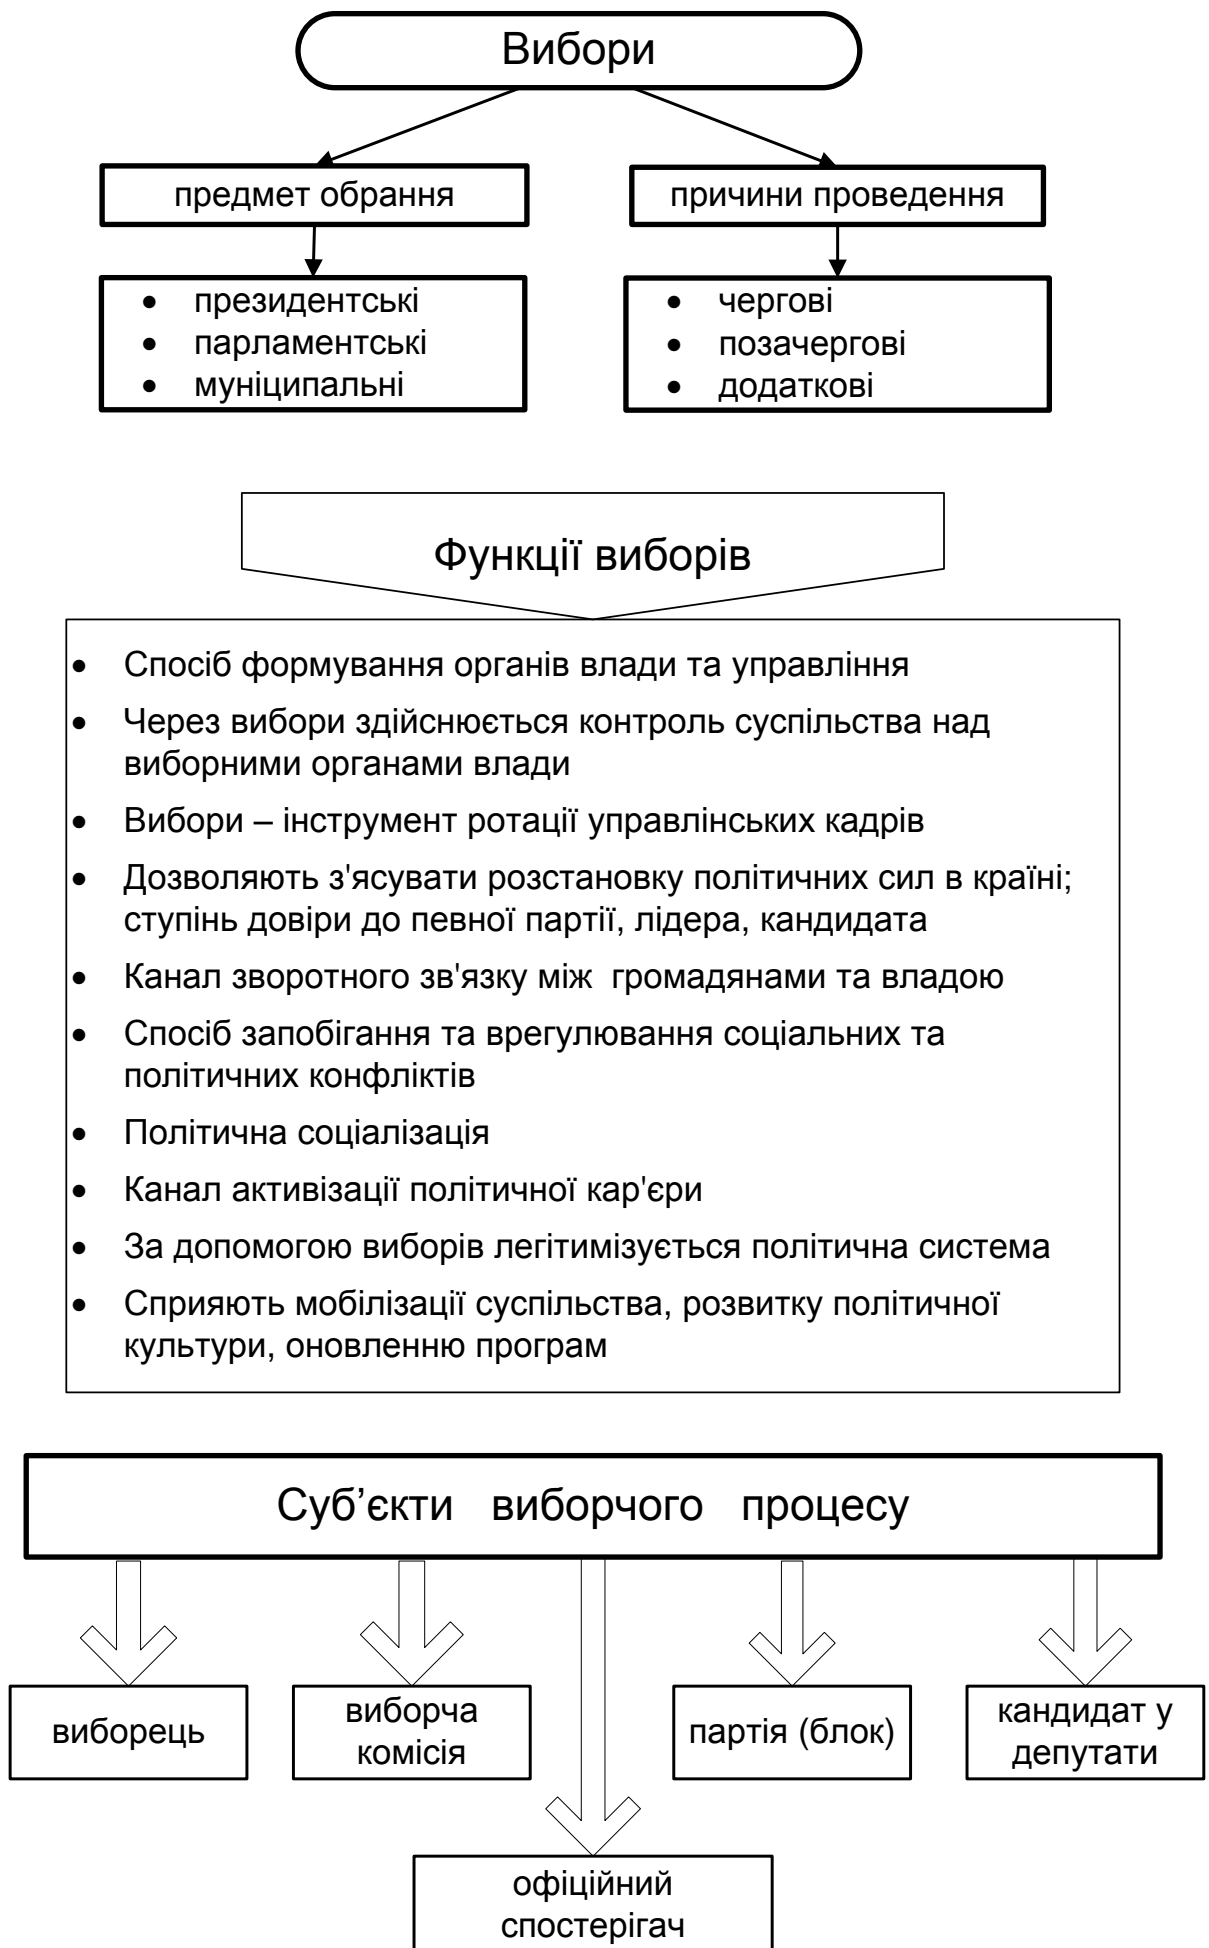 Вибори
предмет обрання
причини проведення
• президентські
• парламентські
• муніципальні
• чергові
• позачергові
• додаткові
Функції виборів
• Спосіб формування органів влади та управління
• Через вибори здійснюється контроль суспільства над
виборними органами влади
• Вибори – інструмент ротації управлінських кадрів
• Дозволяють з'ясувати розстановку політичних сил в країні;
ступінь довіри до певної партії, лідера, кандидата
• Канал зворотного зв'язку між громадянами та владою
• Спосіб запобігання та врегулювання соціальних та
політичних конфліктів
• Політична соціалізація
• Канал активізації політичної кар'єри
• За допомогою виборів легітимізується політична система
• Сприяють мобілізації суспільства, розвитку політичної
культури, оновленню програм
Суб’єкти виборчого процесу
виборець
виборча
комісія
партія (блок)
кандидат у
депутати
офіційний
спостерігач